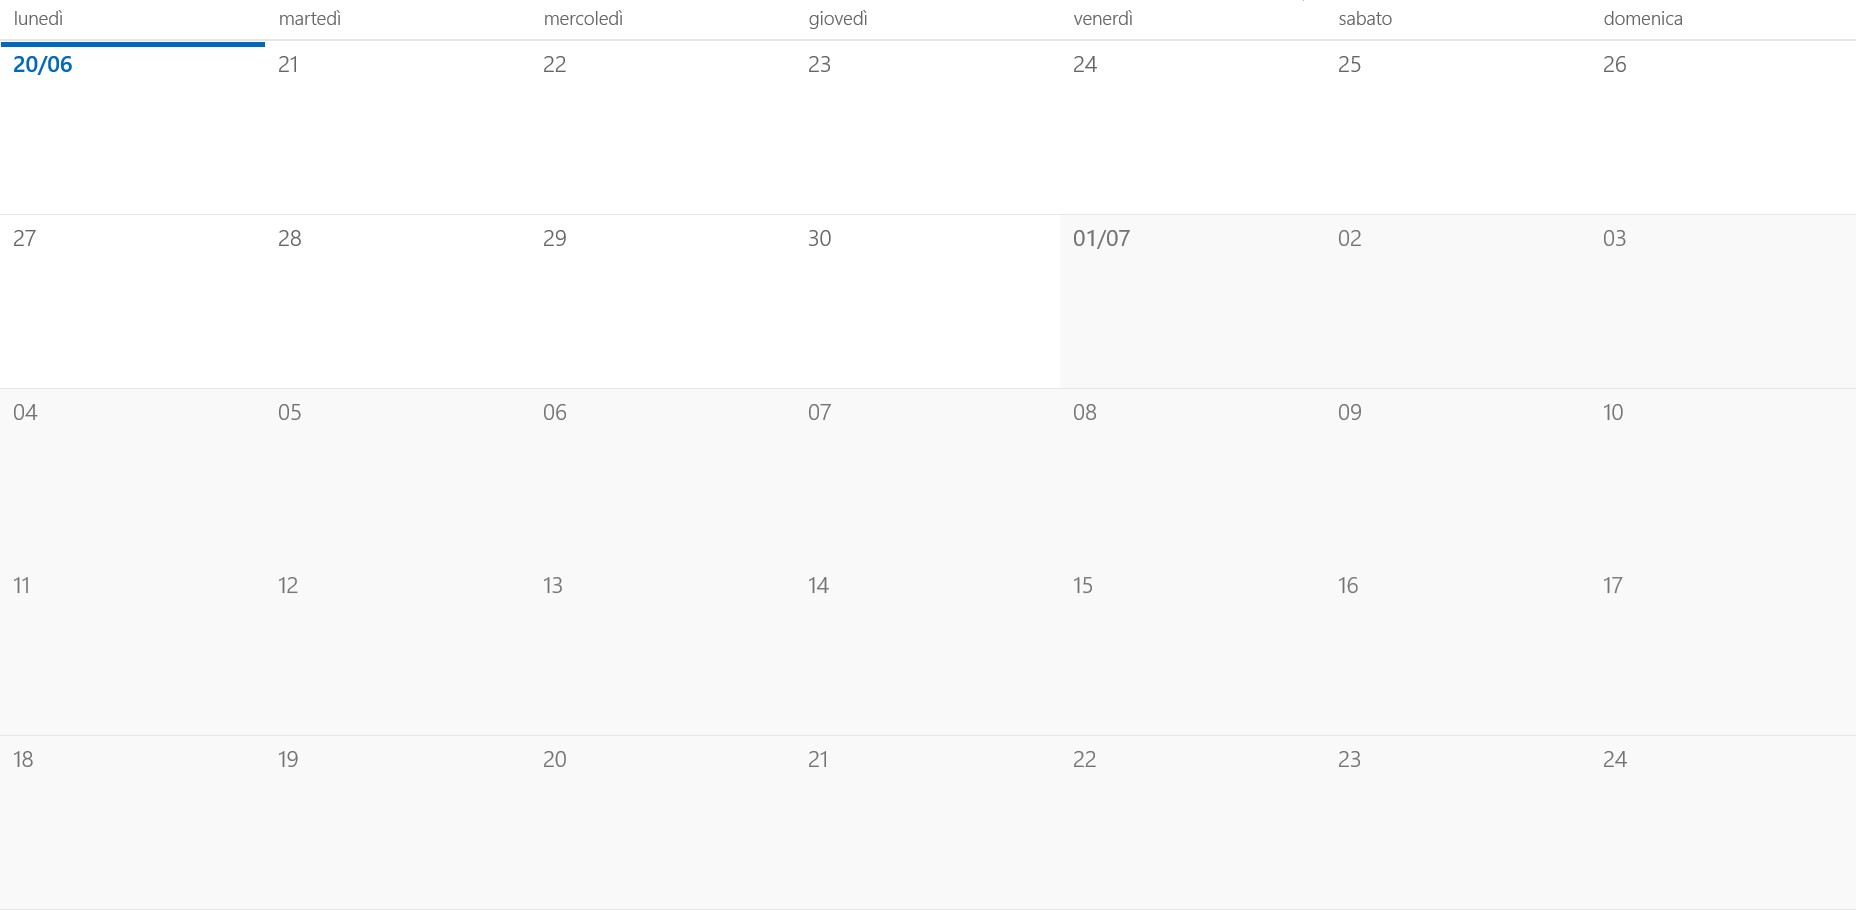 lunedì martedì mercoledì giovedì venerdì sabato domenica
20/06 21 22 23 24 25 26
27 28 29 30 01/07 02 03
04 05 06 07 08 09 10
11 12 13 14 15 16 17
18 19 20 21 22 23 24